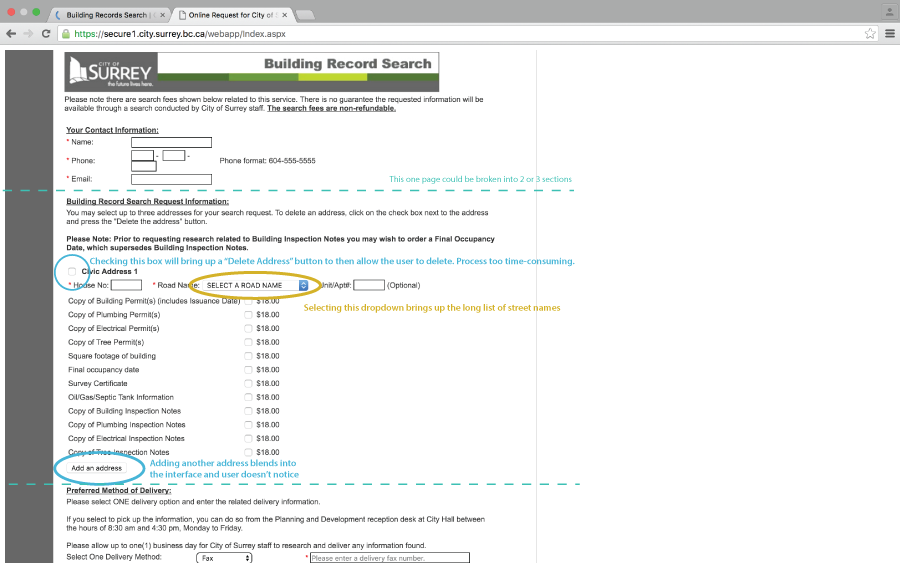 Building Records Search |
Online Request for City of S
https://secure1.city.surrey.bc.ca/webapp/Index.aspx
CITY OF
SURREY
the future lives here.
Building Record Search
Please note there are search fees shown below related to this service. There is no guarantee the requested information will be
available through a search conducted by City of Surrey staff. The search fees are non-refundable.
Your Contact Information:
* Name:
* Phone: - - Phone format: 604-555-5555
* Email:
This one page could be broken into 2 or 3 sections
Building Record Search Request Information:
You may select up to three addresses for your search request. To delete an address, click on the check box next to the address
and press the "Delete the address" button.
Please Note: Prior to requesting research related to Building Inspection Notes you may wish to order a Final Occupancy
Date, which supersedes Building Inspection Notes.
Checking this box will bring up a "Delete Address" button to then allow the user to delete. Process too time-consuming.
Civic Address 1
* House No: * Road Name: SELECT A ROAD NAME Unit/Apt#: (Optional)
Copy of Building Permit(s) (includes Issuance Date) $18.00
Selecting this dropdown brings up the long list of street names
Copy of Plumbing Permit(s) $18.00
Copy of Electrical Permit(s) $18.00
Copy of Tree Permit(s) $18.00
Square footage of building $18.00
Final occupancy date $18.00
Survey Certificate $18.00
Oil/Gas/Septic Tank Information $18.00
Copy of Building Inspection Notes $18.00
Copy of Plumbing Inspection Notes $18.00
Copy of Electrical Inspection Notes $18.00
Copy of Tree Inspection Notes $18.00
Add an address
Adding another address blends into
the interface and user doesn't notice
Preferred Method of Delivery:
Please select ONE delivery option and enter the related delivery information.
If you select to pick up the information, you can do so from the Planning and Development reception desk at City Hall between
the hours of 8:30 am and 4:30 pm, Monday to Friday.
Please allow up to one(1) business day for City of Surrey staff to research and deliver any information found.
Select One Delivery Method: Fax * Please enter a delivery fax number.